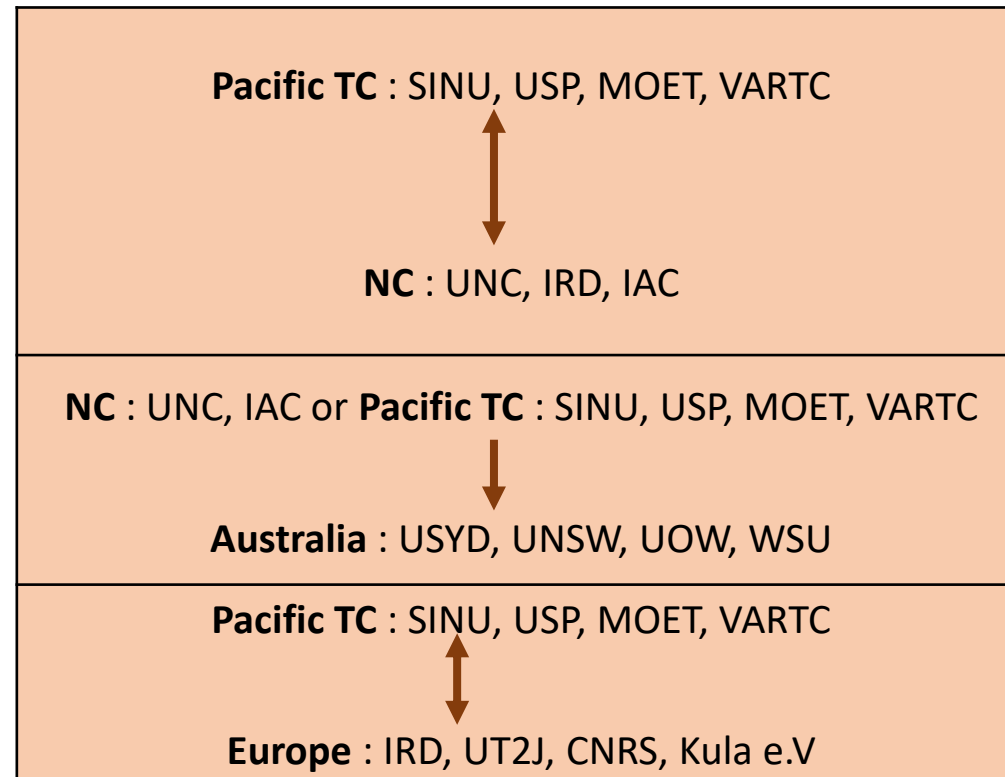 Pacific TC : SINU, USP, MOET, VARTC
NC : UNC, IRD, IAC
NC : UNC, IAC or Pacific TC : SINU, USP, MOET, VARTC
Australia : USYD, UNSW, UOW, WSU
Pacific TC : SINU, USP, MOET, VARTC
Europe : IRD, UT2J, CNRS, Kula e.V